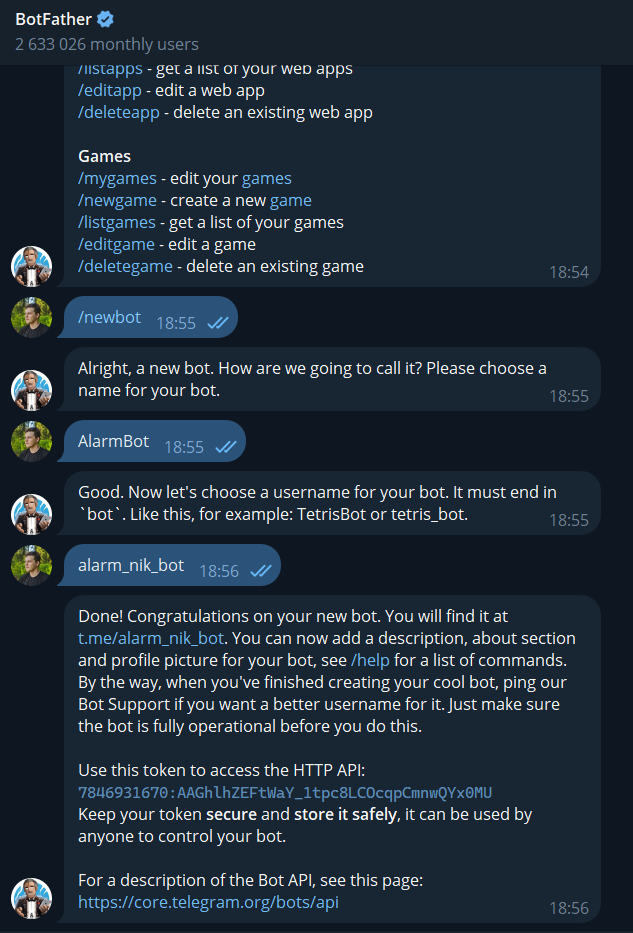 BotFather
2 633 026 monthly users
/listapps - get a list of your web apps
/editapp - edit a web app
/deleteapp - delete an existing web app
Games
/mygames - edit your games
/newgame - create a new game
/listgames - get a list of your games
/editgame - edit a game
/deletegame - delete an existing game
18:54
/newbot 18:55
Alright, a new bot. How are we going to call it? Please choose a
name for your bot.
18:55
AlarmBot 18:55
Good. Now let's choose a username for your bot. It must end in
`bot`. Like this, for example: TetrisBot or tetris_bot.
18:55
alarm_nik_bot 18:56
Done! Congratulations on your new bot. You will find it at
t.me/alarm_nik_bot. You can now add a description, about section
and profile picture for your bot, see /help for a list of commands.
By the way, when you've finished creating your cool bot, ping our
Bot Support if you want a better username for it. Just make sure
the bot is fully operational before you do this.
Use this token to access the HTTP API:
7846931670:AAGhlhZEFtWaY_1tpc8LCOcqpCmnwQYx0MU
Keep your token secure and store it safely, it can be used by
anyone to control your bot.
For a description of the Bot API, see this page:
https://core.telegram.org/bots/api
18:56